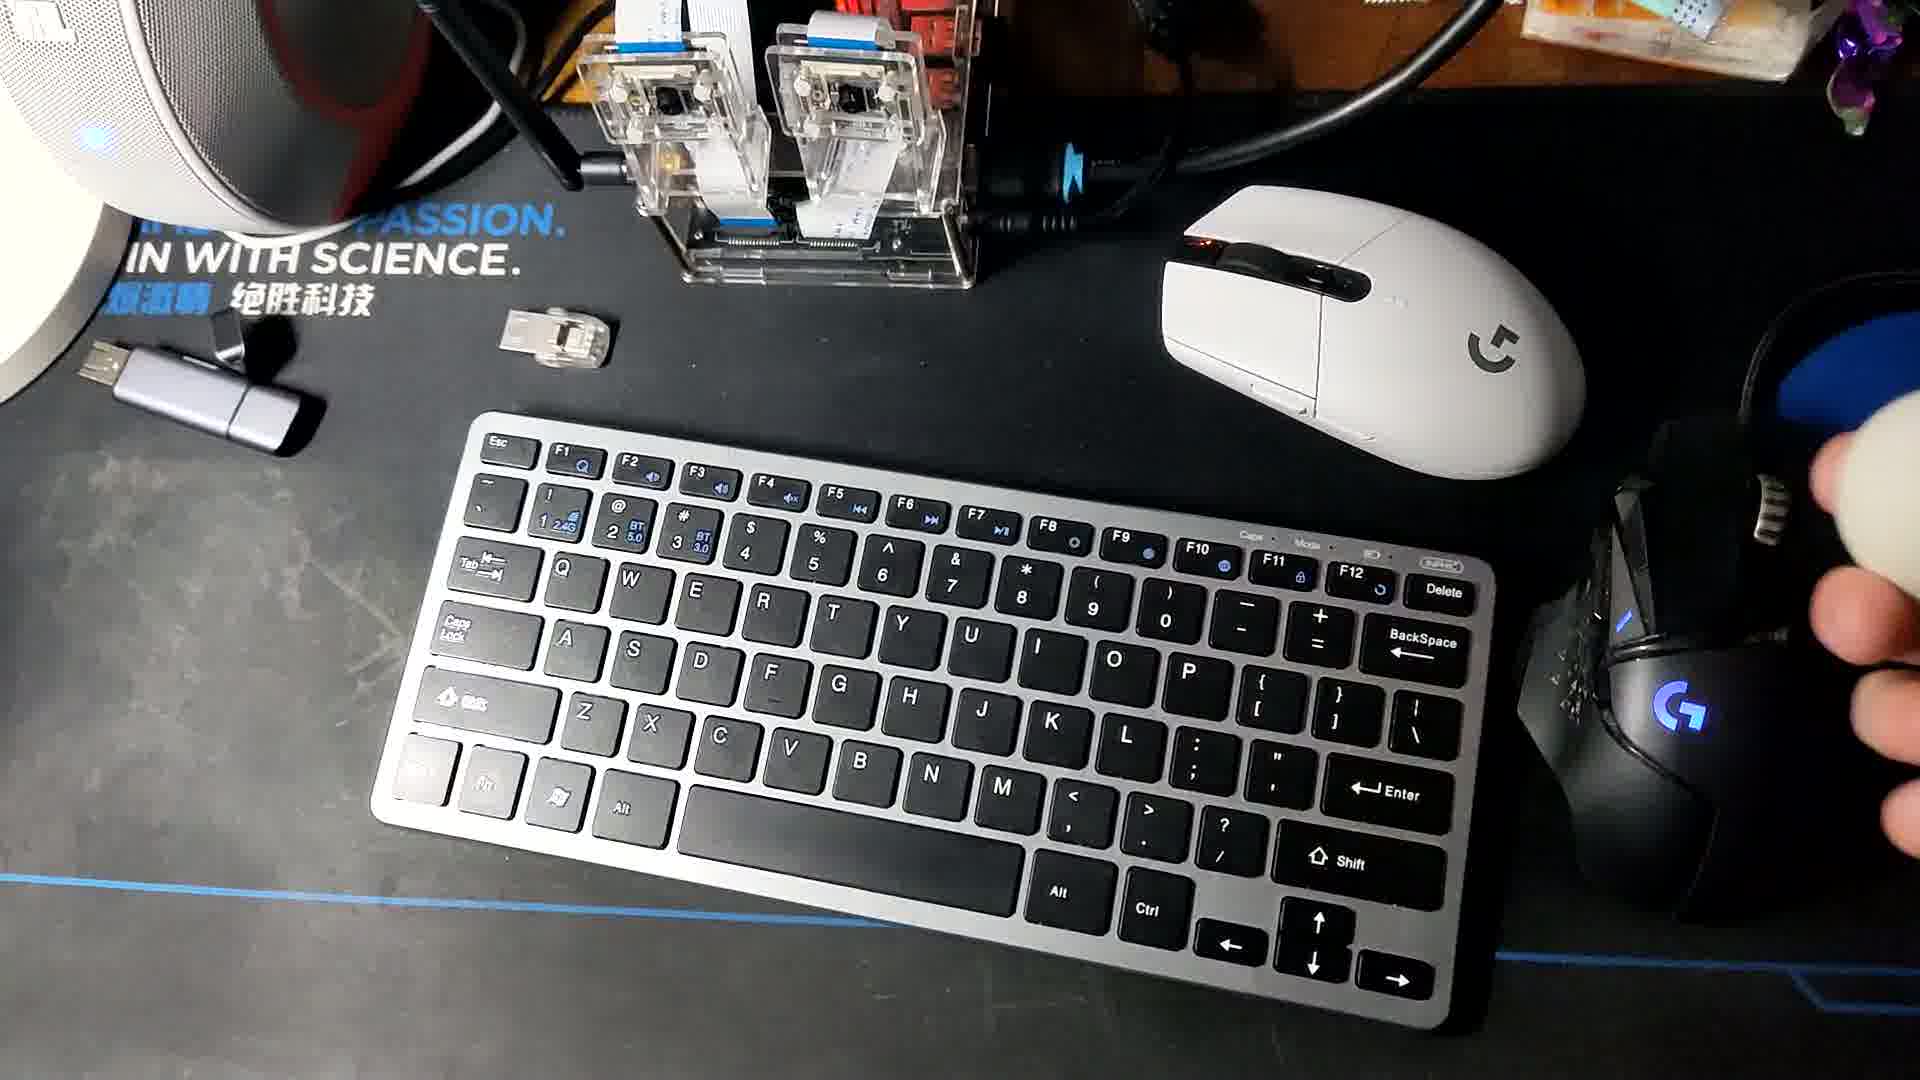 PASSION.
IN WITH SCIENCE.
绝胜科技
Esc F1 F2 F3 F4 F5 F6 F7 F8 F9 F10 F11 F12 Delete
Caps Mode
~ ` ! 1 2.4G @ 2 BT 5.0 # 3 BT 3.0 $ 4 % 5 ^ 6 & 7 * 8 ( 9 ) 0 — - + = BackSpace
Tab Q W E R T Y U I O P { [ } ] | \
Caps Lock A S D F G H J K L : ; " ' Enter
Z X C V B N M < , > . ? / Shift
Fn Alt Alt Ctrl ← ↑ ↓ →
G
G